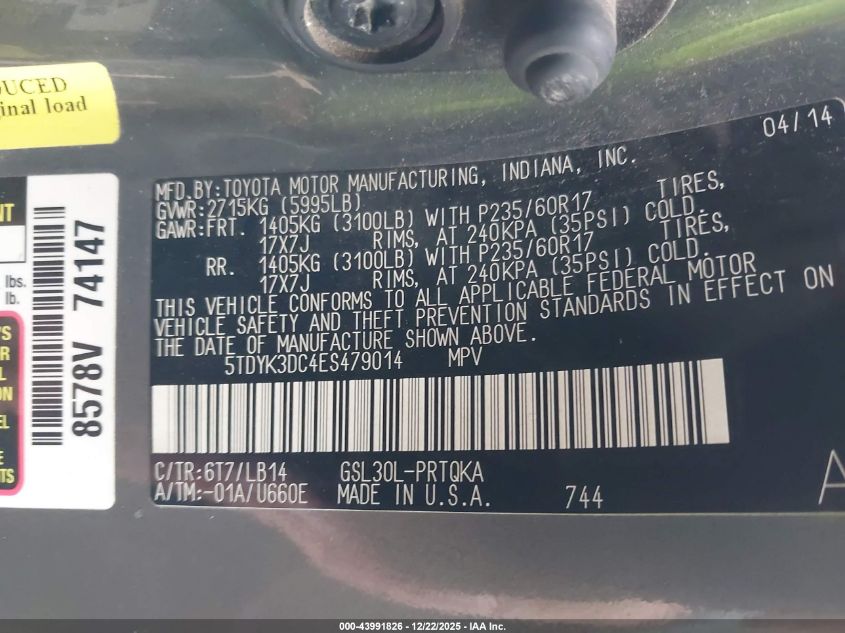 UCED
ginal load
NT
lbs.
lb.
8578V 74147
04/14
MFD.BY:TOYOTA MOTOR MANUFACTURING, INDIANA, INC.
GVWR:2715KG (5995LB)
GAWR:FRT. 1405KG (3100LB) WITH P235/60R17 TIRES,
17X7J RIMS, AT 240KPA (35PSI) COLD.
RR. 1405KG (3100LB) WITH P235/60R17 TIRES,
17X7J RIMS, AT 240KPA (35PSI) COLD.
THIS VEHICLE CONFORMS TO ALL APPLICABLE FEDERAL MOTOR
VEHICLE SAFETY AND THEFT PREVENTION STANDARDS IN EFFECT ON
THE DATE OF MANUFACTURE SHOWN ABOVE.
5TDYK3DC4ES479014 MPV
C/TR:6T7/LB14 GSL30L-PRTQKA
A/TM:-01A/U660E MADE IN U.S.A. 744
A
000-43991826 - 12/22/2025 - IAA Inc.